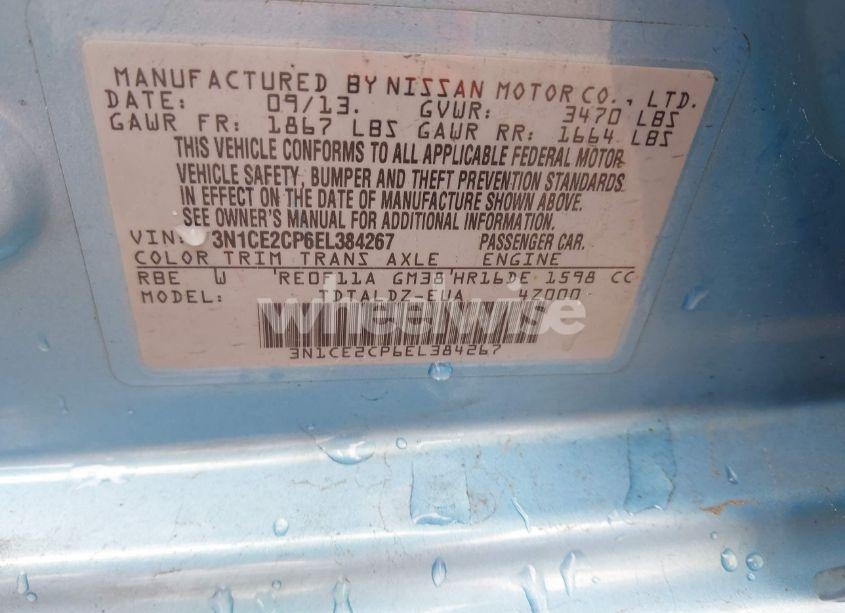 MANUFACTURED BY NISSAN MOTOR CO., LTD.
DATE: 09/13. GVWR: 3470 LBS
GAWR FR: 1867 LBS GAWR RR: 1664 LBS
THIS VEHICLE CONFORMS TO ALL APPLICABLE FEDERAL MOTOR
VEHICLE SAFETY, BUMPER AND THEFT PREVENTION STANDARDS
IN EFFECT ON THE DATE OF MANUFACTURE SHOWN ABOVE.
SEE OWNER'S MANUAL FOR ADDITIONAL INFORMATION.
VIN: 3N1CE2CP6EL384267 PASSENGER CAR.
COLOR TRIM TRANS AXLE ENGINE
RBE W RE0F11A GM38 HR16DE 1598 CC
MODEL: TDTALDZ-EUA 4Z000
wheelwise
3N1CE2CP6EL384267